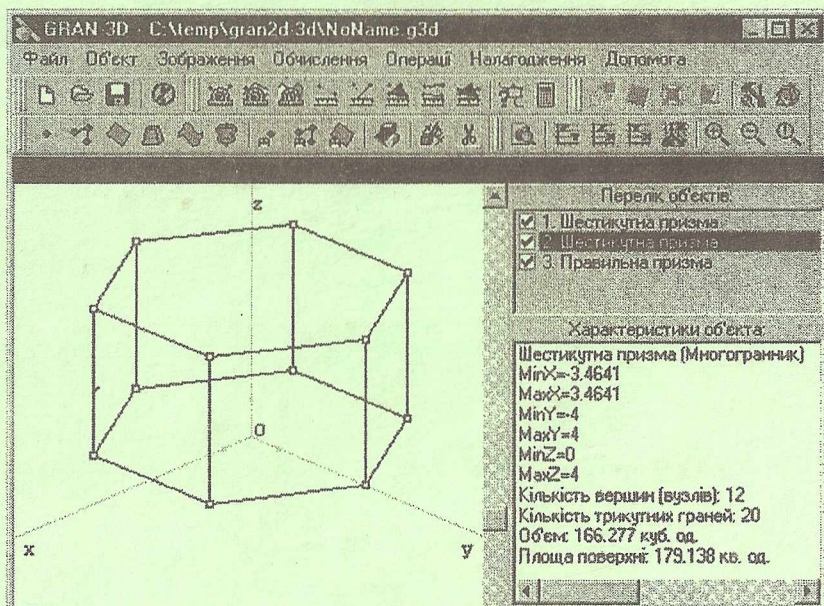 GRAN-3D - C:\temp\gran2d-3d\NoName.g3d
Файл Об'єкт Зображення Обчислення Операції Налагодження Допомога
Перелік об'єктів:
1. Шестикутна призма
2. Шестикутна призма
3. Правильна призма
Характеристики об'єкта:
Шестикутна призма (Многогранник)
MinX=-3.4641
MaxX=3.4641
MinY=-4
MaxY=4
MinZ=0
MaxZ=4
Кількість вершин (вузлів): 12
Кількість трикутних граней: 20
Об'єм: 166.277 куб. од.
Площа поверхні: 179.138 кв. од.
z
0
x
y